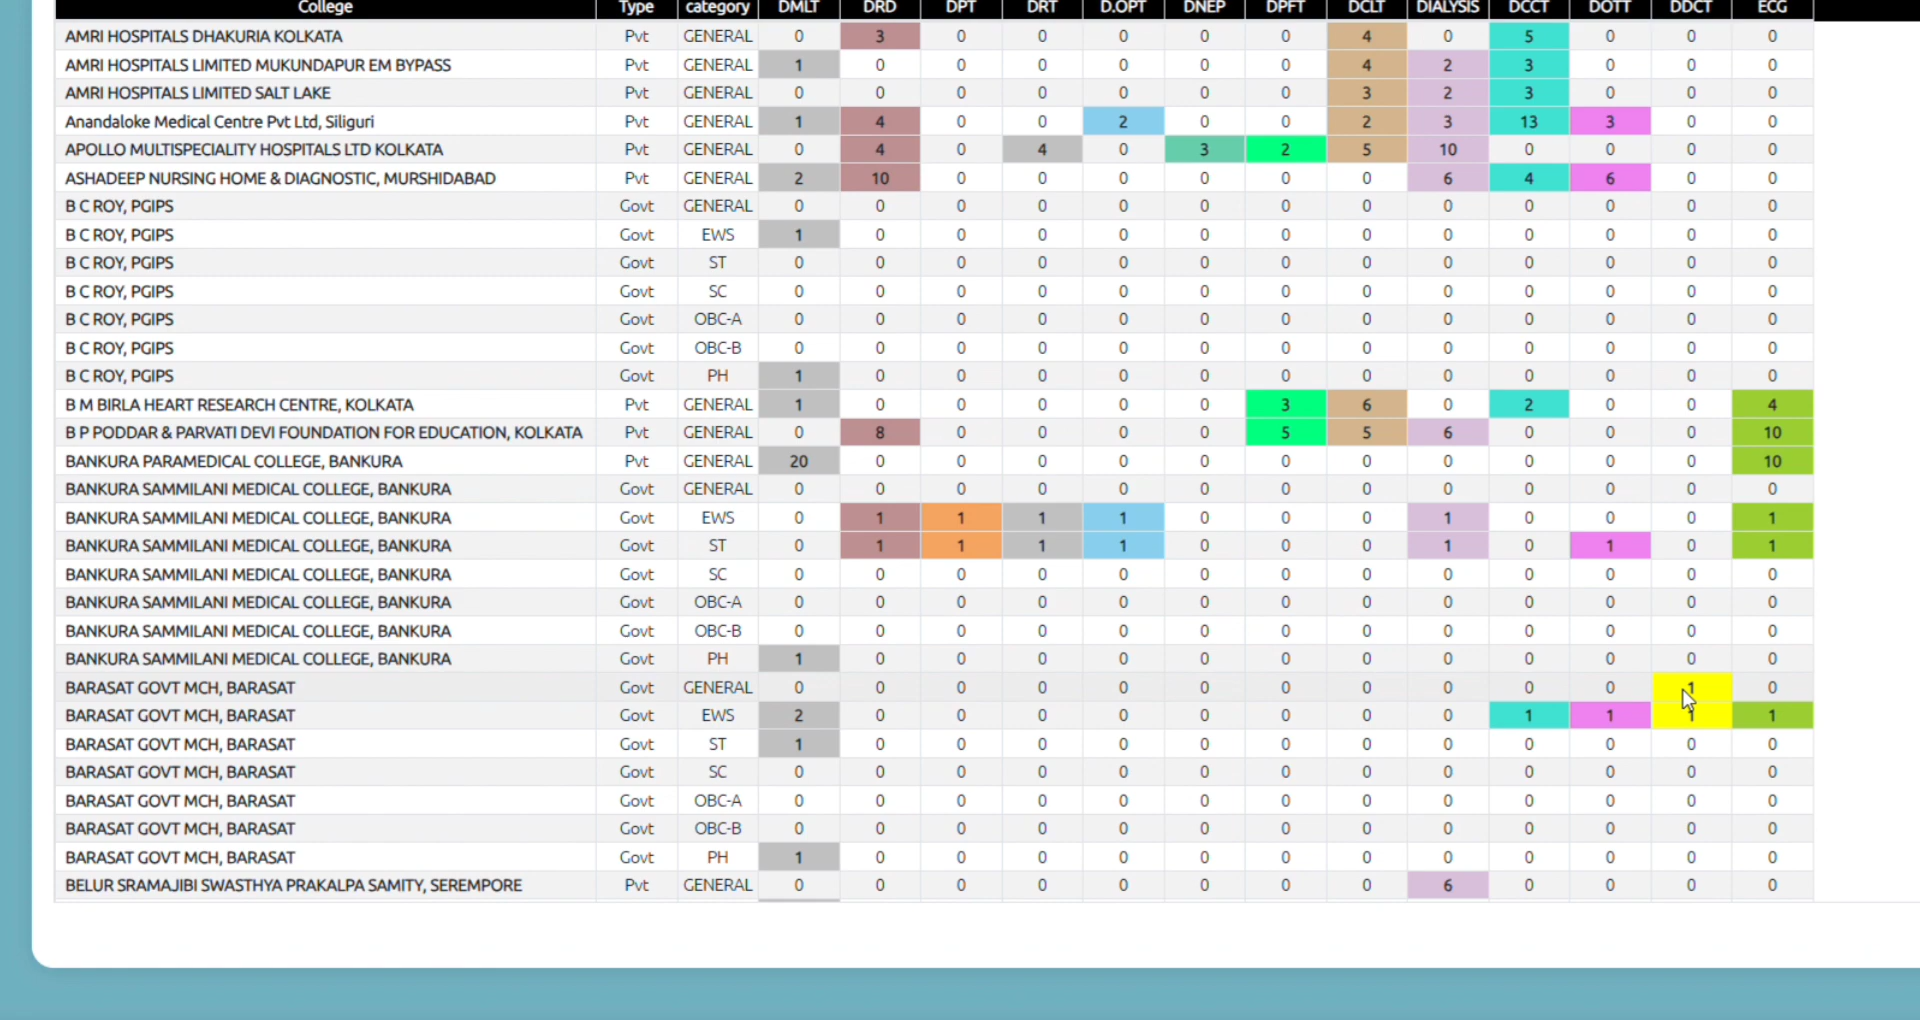 College Type category DMLT DRD DPT DRT D.OPT DNEP DPFT DCLT DIALYSIS DCCT DOTT DDCT ECG
AMRI HOSPITALS DHAKURIA KOLKATA Pvt GENERAL 0 3 0 0 0 0 0 4 0 5 0 0 0
AMRI HOSPITALS LIMITED MUKUNDAPUR EM BYPASS Pvt GENERAL 1 0 0 0 0 0 0 4 2 3 0 0 0
AMRI HOSPITALS LIMITED SALT LAKE Pvt GENERAL 0 0 0 0 0 0 0 3 2 3 0 0 0
Anandaloke Medical Centre Pvt Ltd, Siliguri Pvt GENERAL 1 4 0 0 2 0 0 2 3 13 3 0 0
APOLLO MULTISPECIALITY HOSPITALS LTD KOLKATA Pvt GENERAL 0 4 0 4 0 3 2 5 10 0 0 0 0
ASHADEEP NURSING HOME & DIAGNOSTIC, MURSHIDABAD Pvt GENERAL 2 10 0 0 0 0 0 0 6 4 6 0 0
B C ROY, PGIPS Govt GENERAL 0 0 0 0 0 0 0 0 0 0 0 0 0
B C ROY, PGIPS Govt EWS 1 0 0 0 0 0 0 0 0 0 0 0 0
B C ROY, PGIPS Govt ST 0 0 0 0 0 0 0 0 0 0 0 0 0
B C ROY, PGIPS Govt SC 0 0 0 0 0 0 0 0 0 0 0 0 0
B C ROY, PGIPS Govt OBC-A 0 0 0 0 0 0 0 0 0 0 0 0 0
B C ROY, PGIPS Govt OBC-B 0 0 0 0 0 0 0 0 0 0 0 0 0
B C ROY, PGIPS Govt PH 1 0 0 0 0 0 0 0 0 0 0 0 0
B M BIRLA HEART RESEARCH CENTRE, KOLKATA Pvt GENERAL 1 0 0 0 0 0 3 6 0 2 0 0 4
B P PODDAR & PARVATI DEVI FOUNDATION FOR EDUCATION, KOLKATA Pvt GENERAL 0 8 0 0 0 0 5 5 6 0 0 0 10
BANKURA PARAMEDICAL COLLEGE, BANKURA Pvt GENERAL 20 0 0 0 0 0 0 0 0 0 0 0 10
BANKURA SAMMILANI MEDICAL COLLEGE, BANKURA Govt GENERAL 0 0 0 0 0 0 0 0 0 0 0 0 0
BANKURA SAMMILANI MEDICAL COLLEGE, BANKURA Govt EWS 0 1 1 1 1 0 0 0 1 0 0 0 1
BANKURA SAMMILANI MEDICAL COLLEGE, BANKURA Govt ST 0 1 1 1 1 0 0 0 1 0 1 0 1
BANKURA SAMMILANI MEDICAL COLLEGE, BANKURA Govt SC 0 0 0 0 0 0 0 0 0 0 0 0 0
BANKURA SAMMILANI MEDICAL COLLEGE, BANKURA Govt OBC-A 0 0 0 0 0 0 0 0 0 0 0 0 0
BANKURA SAMMILANI MEDICAL COLLEGE, BANKURA Govt OBC-B 0 0 0 0 0 0 0 0 0 0 0 0 0
BANKURA SAMMILANI MEDICAL COLLEGE, BANKURA Govt PH 1 0 0 0 0 0 0 0 0 0 0 0 0
BARASAT GOVT MCH, BARASAT Govt GENERAL 0 0 0 0 0 0 0 0 0 0 0 1 0
BARASAT GOVT MCH, BARASAT Govt EWS 2 0 0 0 0 0 0 0 0 1 1 1 1
BARASAT GOVT MCH, BARASAT Govt ST 1 0 0 0 0 0 0 0 0 0 0 0 0
BARASAT GOVT MCH, BARASAT Govt SC 0 0 0 0 0 0 0 0 0 0 0 0 0
BARASAT GOVT MCH, BARASAT Govt OBC-A 0 0 0 0 0 0 0 0 0 0 0 0 0
BARASAT GOVT MCH, BARASAT Govt OBC-B 0 0 0 0 0 0 0 0 0 0 0 0 0
BARASAT GOVT MCH, BARASAT Govt PH 1 0 0 0 0 0 0 0 0 0 0 0 0
BELUR SRAMAJIBI SWASTHYA PRAKALPA SAMITY, SEREMPORE Pvt GENERAL 0 0 0 0 0 0 0 0 6 0 0 0 0